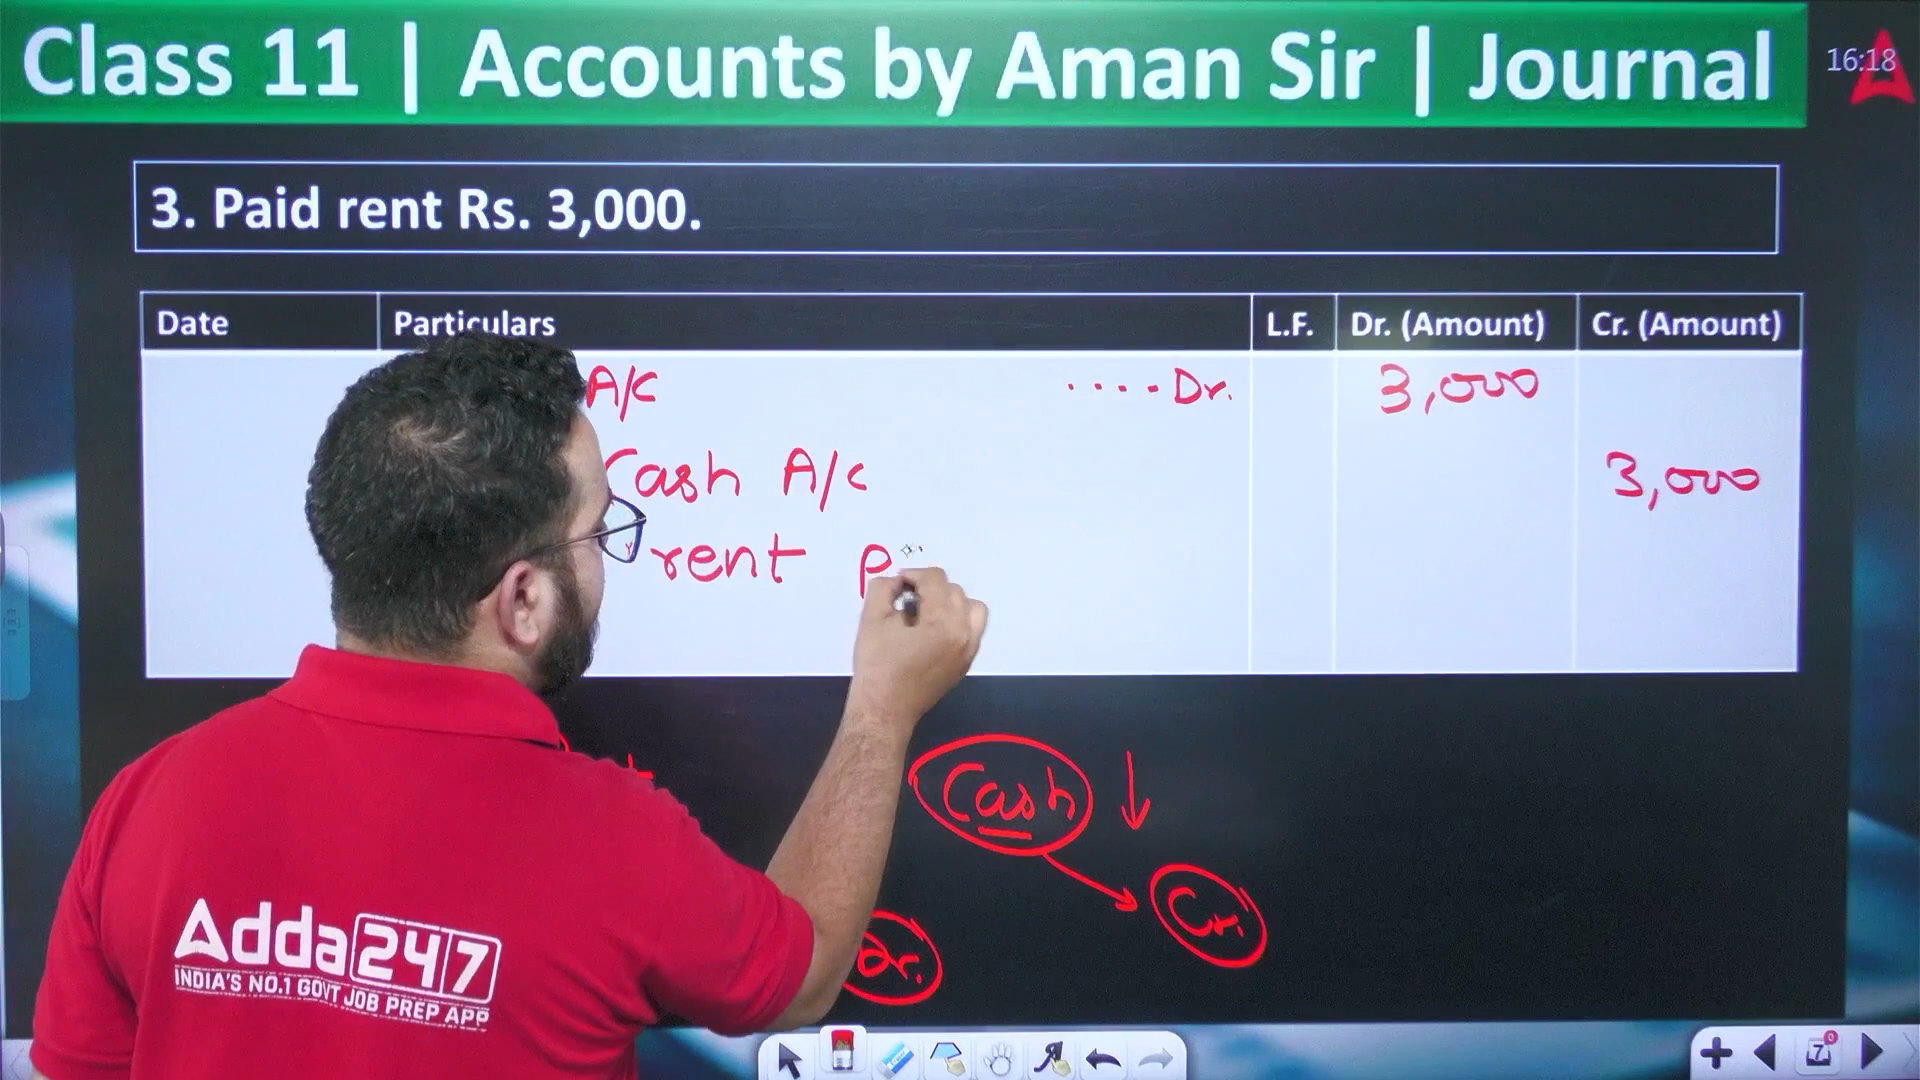 Class 11 | Accounts by Aman Sir | Journal
16:18
3. Paid rent Rs. 3,000.
Date Particulars L.F. Dr. (Amount) Cr. (Amount)
A/C ....Dr. 3,000
Cash A/c 3,000
rent p
Cash
Cr.
Dr.
Adda247
INDIA'S NO.1 GOVT JOB PREP APP
7 0